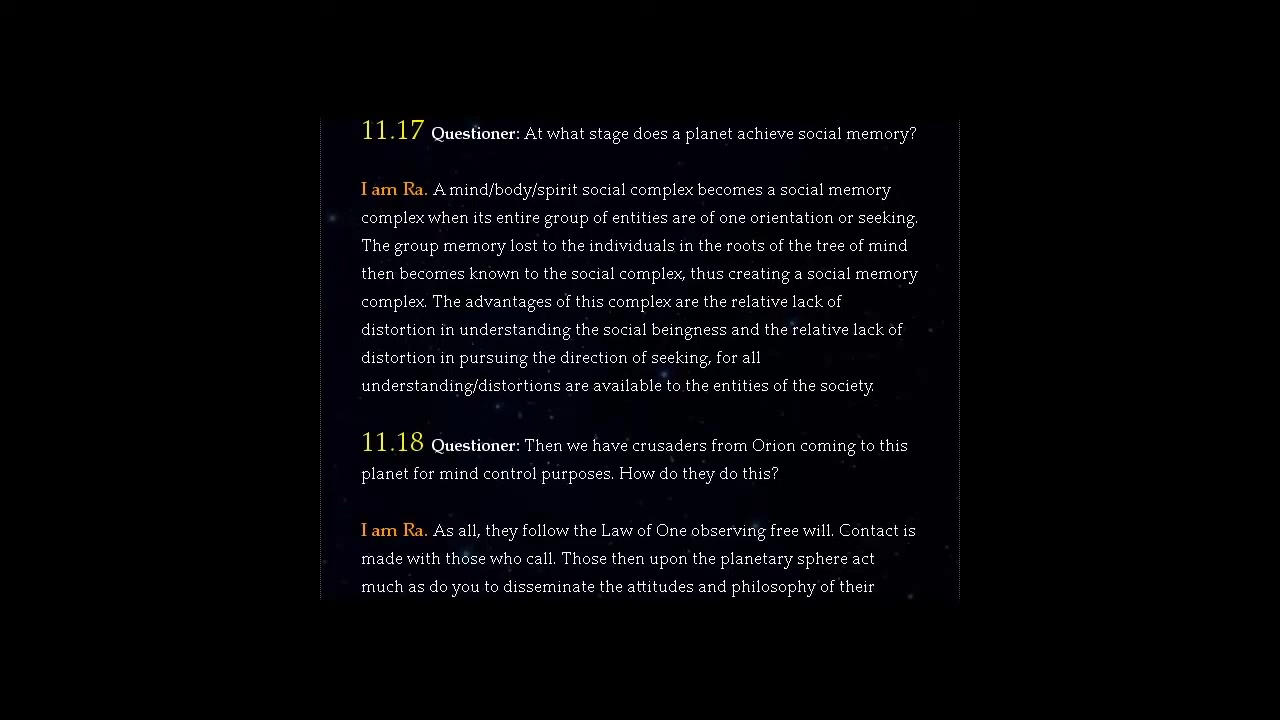 11.17 Questioner: At what stage does a planet achieve social memory?
I am Ra. A mind/body/spirit social complex becomes a social memory
complex when its entire group of entities are of one orientation or seeking.
The group memory lost to the individuals in the roots of the tree of mind
then becomes known to the social complex, thus creating a social memory
complex. The advantages of this complex are the relative lack of
distortion in understanding the social beingness and the relative lack of
distortion in pursuing the direction of seeking, for all
understanding/distortions are available to the entities of the society.
11.18 Questioner: Then we have crusaders from Orion coming to this
planet for mind control purposes. How do they do this?
I am Ra. As all, they follow the Law of One observing free will. Contact is
made with those who call. Those then upon the planetary sphere act
much as do you to disseminate the attitudes and philosophy of their